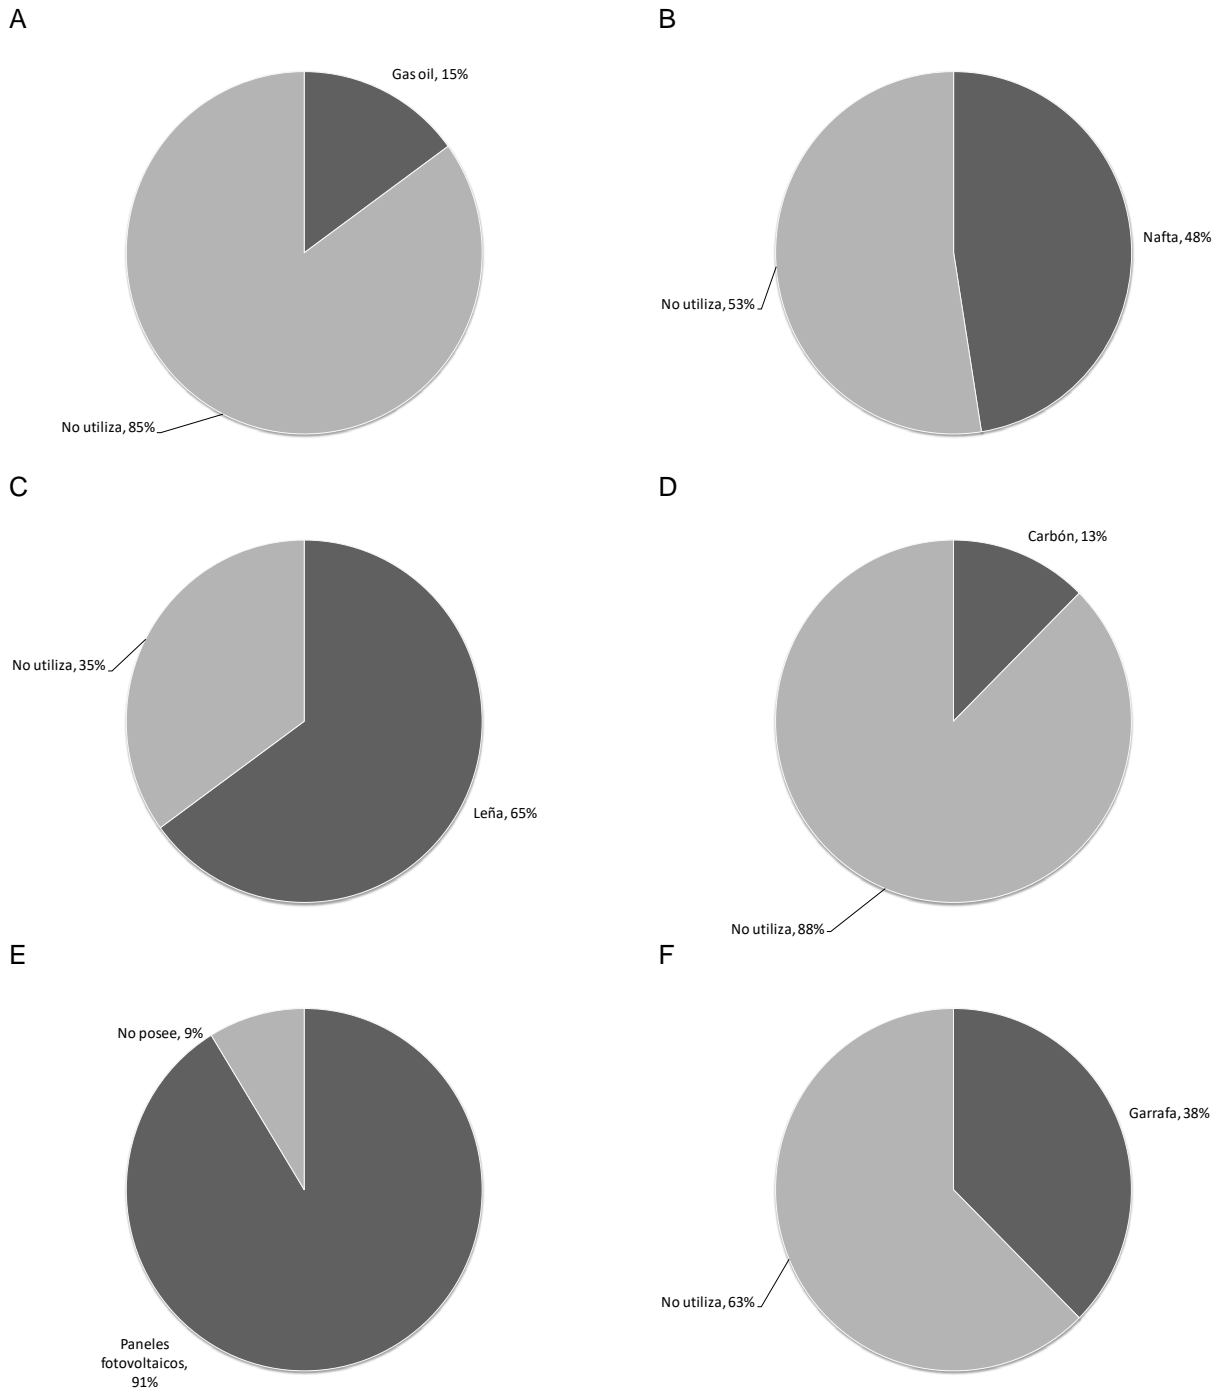 A
B
Gas oil, 15%
Nafta, 48%
No utiliza, 53%
No utiliza, 85%
C
D
Carbón, 13%
No utiliza, 35%
Leña, 65%
No utiliza, 88%
E
F
No posee, 9%
Garrafa, 38%
No utiliza, 63%
Paneles
fotovoltaicos,
91%